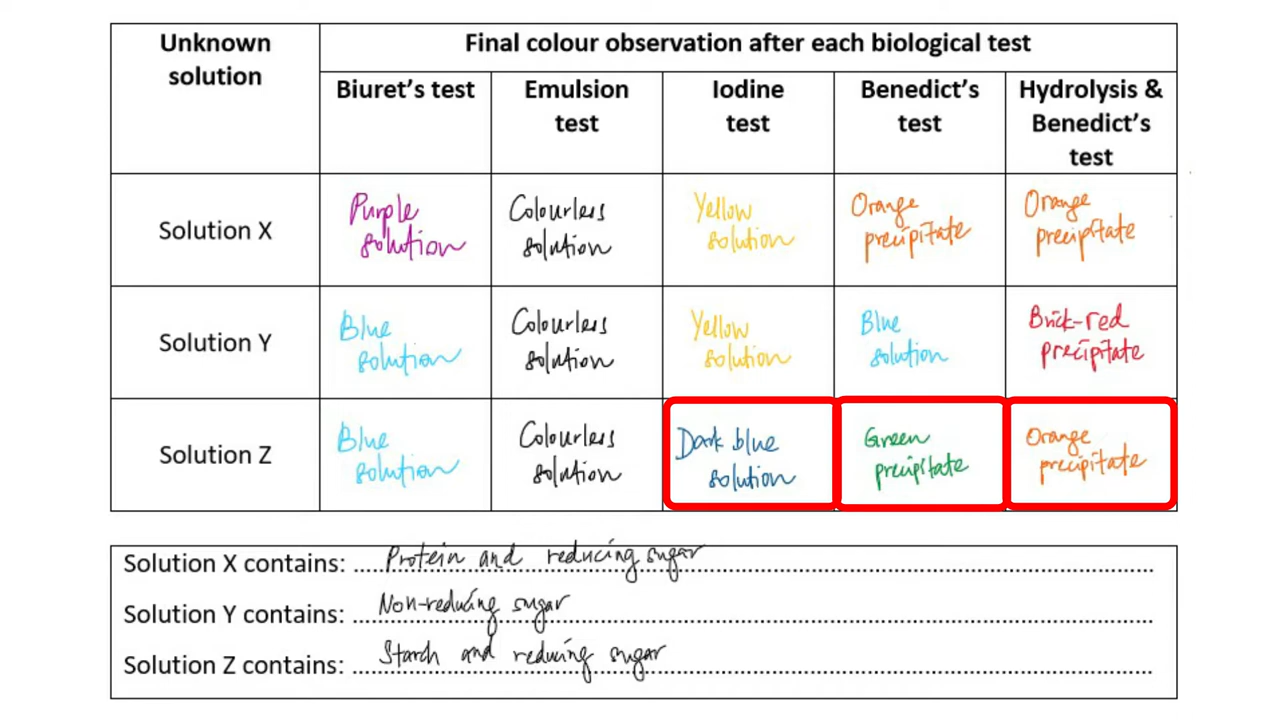 Unknown solution
Final colour observation after each biological test
Biuret's test
Emulsion test
Iodine test
Benedict's test
Hydrolysis & Benedict's test
Solution X
Purple solution
Colourless solution
Yellow solution
Orange precipitate
Orange precipitate
Solution Y
Blue solution
Colourless solution
Yellow solution
Blue solution
Brick-red precipitate
Solution Z
Blue solution
Colourless solution
Dark blue solution
Green precipitate
Orange precipitate
Solution X contains: Protein and reducing sugar
Solution Y contains: Non-reducing sugar
Solution Z contains: Starch and reducing sugar